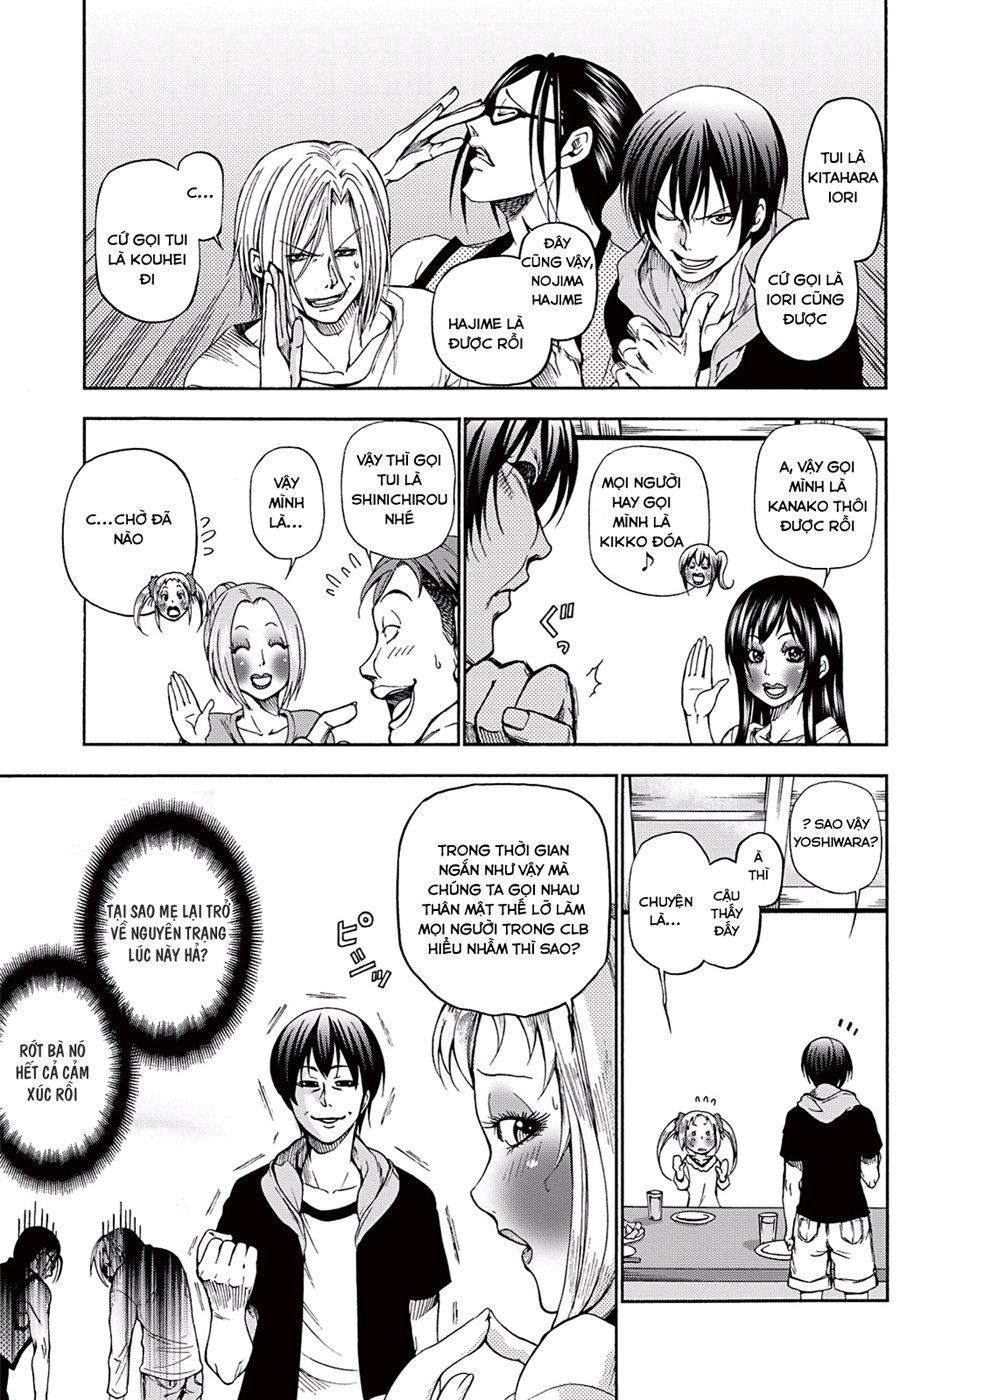 TUI LÀ
KITAHARA
IORI
CỨ GỌI LÀ
IORI CŨNG
ĐƯỢC
ĐÂY
CŨNG VẬY,
NOJIMA
HAJIME
HAJIME LÀ
ĐƯỢC RỒI
C...
CỨ GỌI TUI
LÀ KOUHEI
ĐI
A, VẬY GỌI
MÌNH LÀ
KANAKO THÔI
ĐƯỢC RỒI
MỌI NGƯỜI
HAY GỌI
MÌNH LÀ
KIKKO ĐÓA
♪
ぐッ
VẬY THÌ GỌI
TUI LÀ
SHINICHIROU
NHÉ
VẬY
MÌNH
LÀ...
C...CHỜ ĐÃ
NÀO
? SAO VẬY
YOSHIWARA?
À
THÌ
CẬU
THẤY
ĐẤY
CHUYỆN
LÀ...
TRONG THỜI GIAN
NGẮN NHƯ VẬY MÀ
CHÚNG TA GỌI NHAU
THÂN MẬT THẾ LỠ LÀM
MỌI NGƯỜI TRONG CLB
HIỂU NHẦM THÌ SAO?
ピシッ
TẠI SAO MẸ LẠI TRỞ
VỀ NGUYÊN TRẠNG
LÚC NÀY HẢ?
RỚT BÀ NÓ
HẾT CẢ CẢM
XÚC RỒI